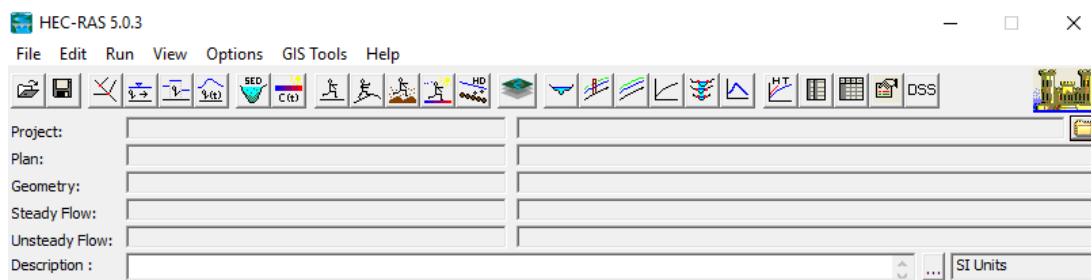 HEC-RAS 5.0.3
File Edit Run View Options GIS Tools Help
SED C(t) HD HT DSS
Project:
Plan:
Geometry:
Steady Flow:
Unsteady Flow:
Description : ... SI Units